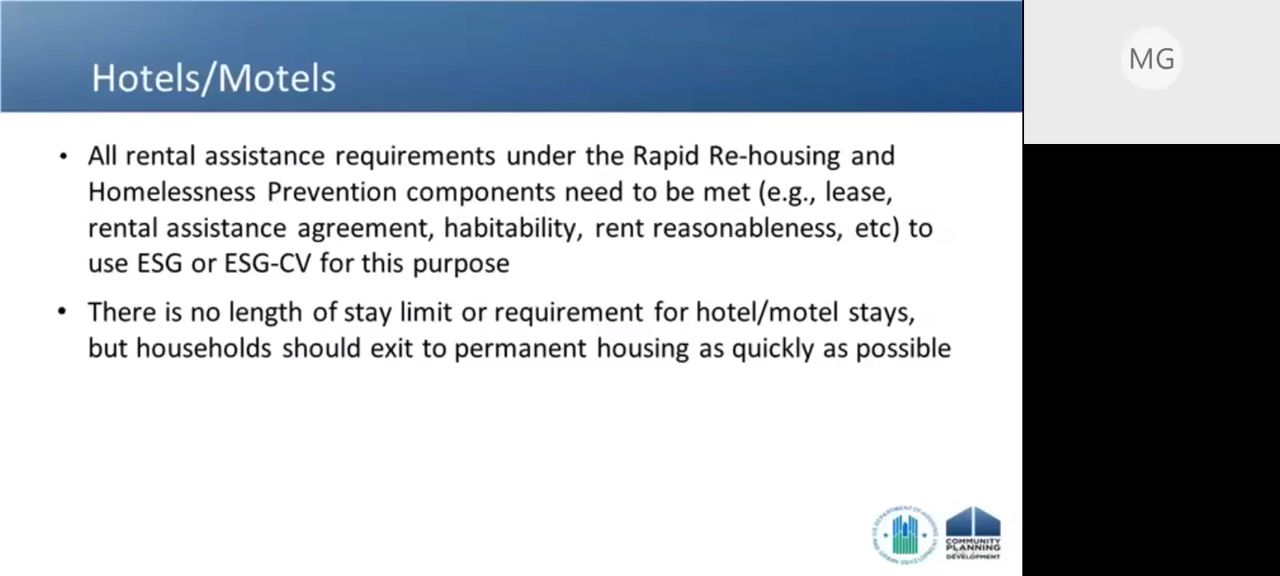 Hotels/Motels
MG
• All rental assistance requirements under the Rapid Re-housing and
Homelessness Prevention components need to be met (e.g., lease,
rental assistance agreement, habitability, rent reasonableness, etc) to
use ESG or ESG-CV for this purpose
• There is no length of stay limit or requirement for hotel/motel stays,
but households should exit to permanent housing as quickly as possible
COMMUNITY
PLANNING
DEVELOPMENT